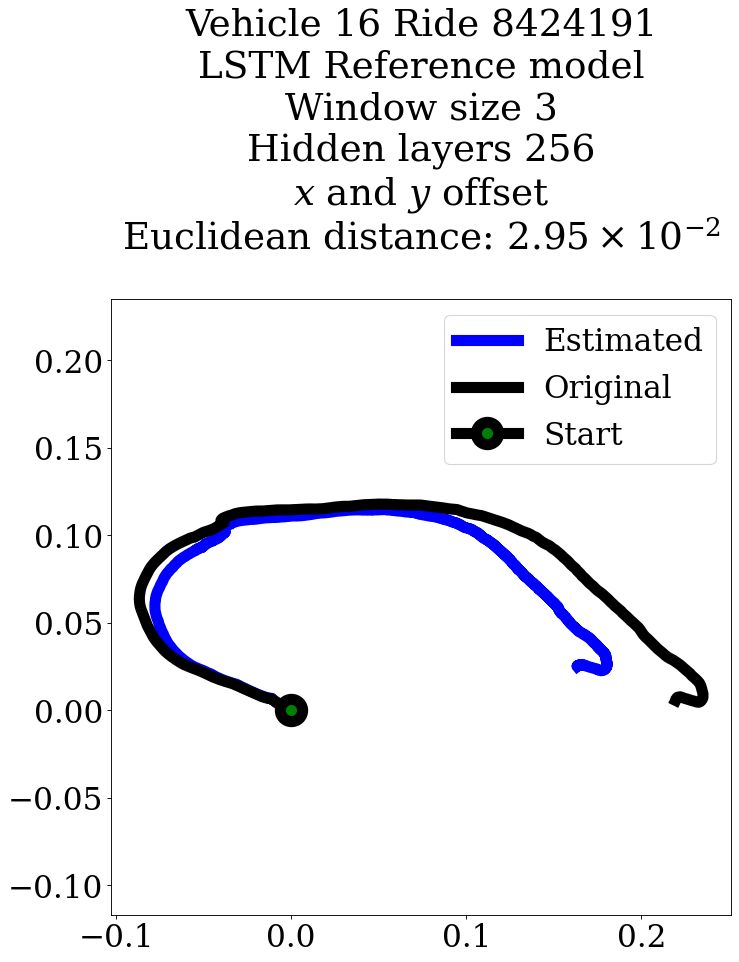 Vehicle 16 Ride 8424191
LSTM Reference model
Window size 3
Hidden layers 256
x and y offset
Euclidean distance: 2.95 × 10⁻²
Estimated
Original
Start
0.20
0.15
0.10
0.05
0.00
−0.05
−0.10
−0.1 0.0 0.1 0.2